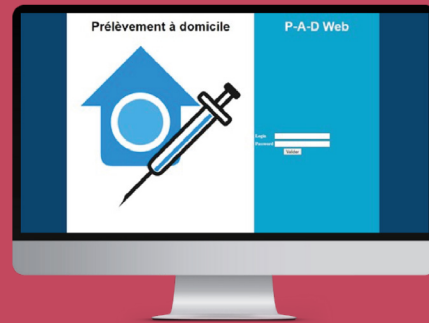 Prélèvement à domicile
P-A-D Web
Login
Password
Valider